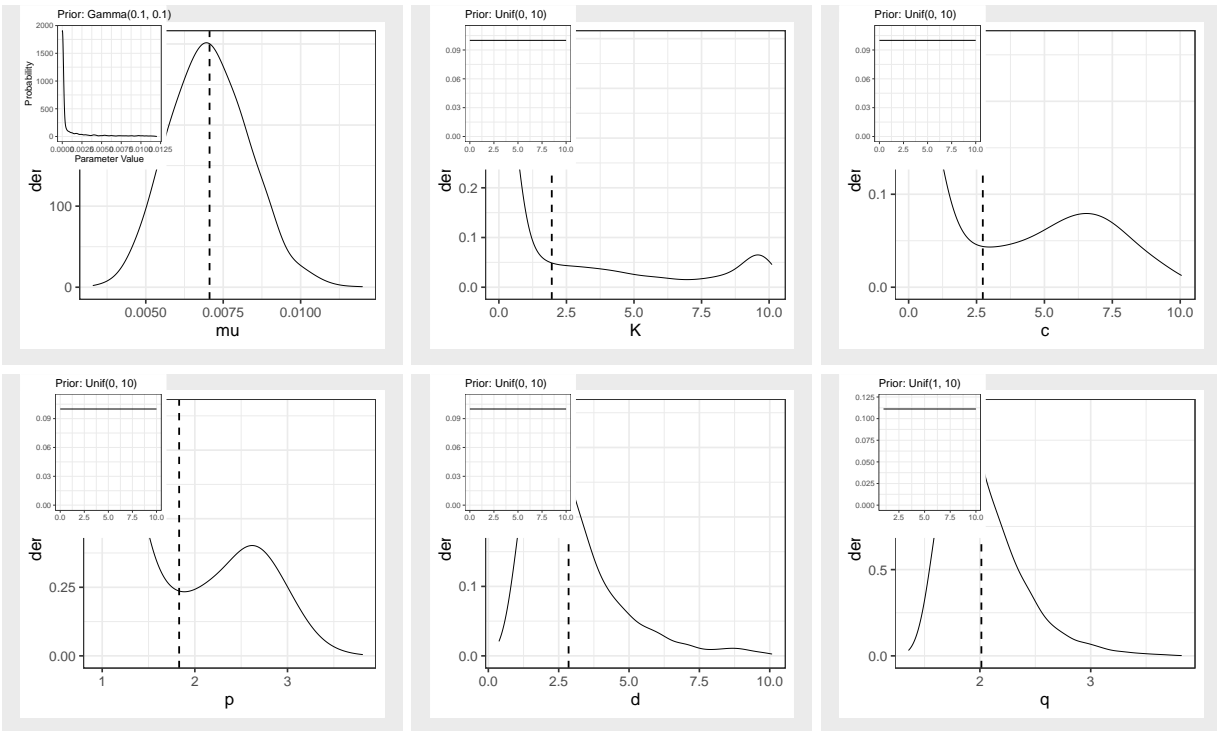 Prior: Gamma(0.1, 0.1)
2000
1500
1000
500
0
Probability
0.0000 0.0025 0.0050 0.0075 0.0100 0.0125
Parameter Value
der
100
0
0.0050 0.0075 0.0100
mu
Prior: Unif(0, 10)
0.09
0.06
0.03
0.00
0.0 2.5 5.0 7.5 10.0
der
0.2
0.1
0.0
0.0 2.5 5.0 7.5 10.0
K
Prior: Unif(0, 10)
0.09
0.06
0.03
0.00
0.0 2.5 5.0 7.5 10.0
der
0.1
0.0
0.0 2.5 5.0 7.5 10.0
c
Prior: Unif(0, 10)
0.09
0.06
0.03
0.00
0.0 2.5 5.0 7.5 10.0
der
0.25
0.00
1 2 3
p
Prior: Unif(0, 10)
0.09
0.06
0.03
0.00
0.0 2.5 5.0 7.5 10.0
der
0.1
0.0
0.0 2.5 5.0 7.5 10.0
d
Prior: Unif(1, 10)
0.125
0.100
0.075
0.050
0.025
0.000
2.5 5.0 7.5 10.0
der
0.5
0.0
2 3
q